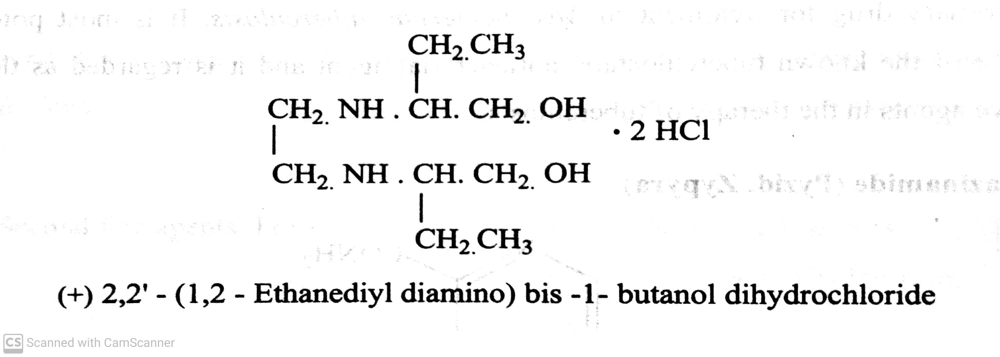 CH2. CH3
|
CH2. NH . CH. CH2. OH
· 2 HCl
|
CH2. NH . CH. CH2. OH
|
CH2. CH3
(+) 2,2' - (1,2 - Ethanediyl diamino) bis -1- butanol dihydrochloride
CS Scanned with CamScanner